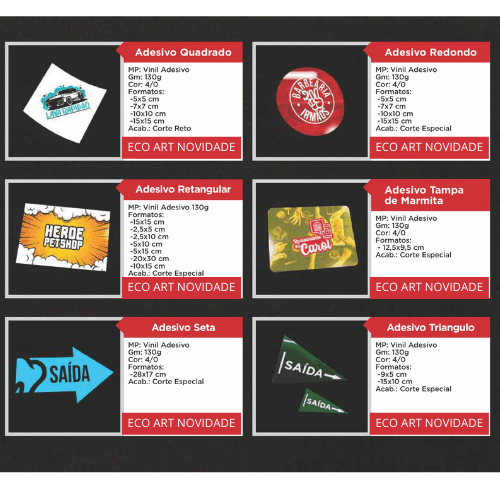 Adesivo Quadrado
MP: Vinil Adesivo
Gm: 130g
Cor: 4/0
Formatos:
-5x5 cm
-7x7 cm
-10x10 cm
-15x15 cm
Acab.: Corte Reto
ECO ART NOVIDADE
LAVA RAPIDÃO
Adesivo Redondo
MP: Vinil Adesivo
Gm: 130g
Cor: 4/0
Formatos:
-5x5 cm
-7x7 cm
-10x10 cm
-15x15 cm
Acab.: Corte Especial
ECO ART NOVIDADE
BARBEARIA
IRMÃOS
Adesivo Retangular
MP: Vinil Adesivo 130g
Formatos:
-15x15 cm
-2,5x5 cm
-2,5x10 cm
-5x10 cm
-5x15 cm
-20x30 cm
-10x15 cm
Acab.: Corte Especial
ECO ART NOVIDADE
HEROE
PETSHOP
Adesivo Tampa
de Marmita
MP: Vinil Adesivo
Gm: 130g
Cor: 4/0
Formatos:
- 12,5x9,5 cm
Acab.: Corte Especial
ECO ART NOVIDADE
Carol
Adesivo Seta
MP: Vinil Adesivo
Gm: 130g
Cor: 4/0
Formatos:
-28x17 cm
Acab.: Corte Especial
ECO ART NOVIDADE
SAÍDA
Adesivo Triangulo
MP: Vinil Adesivo
Gm: 130g
Cor: 4/0
Formatos:
-9x5 cm
-15x10 cm
Acab.: Corte Especial
ECO ART NOVIDADE
SAÍDA
SAÍDA